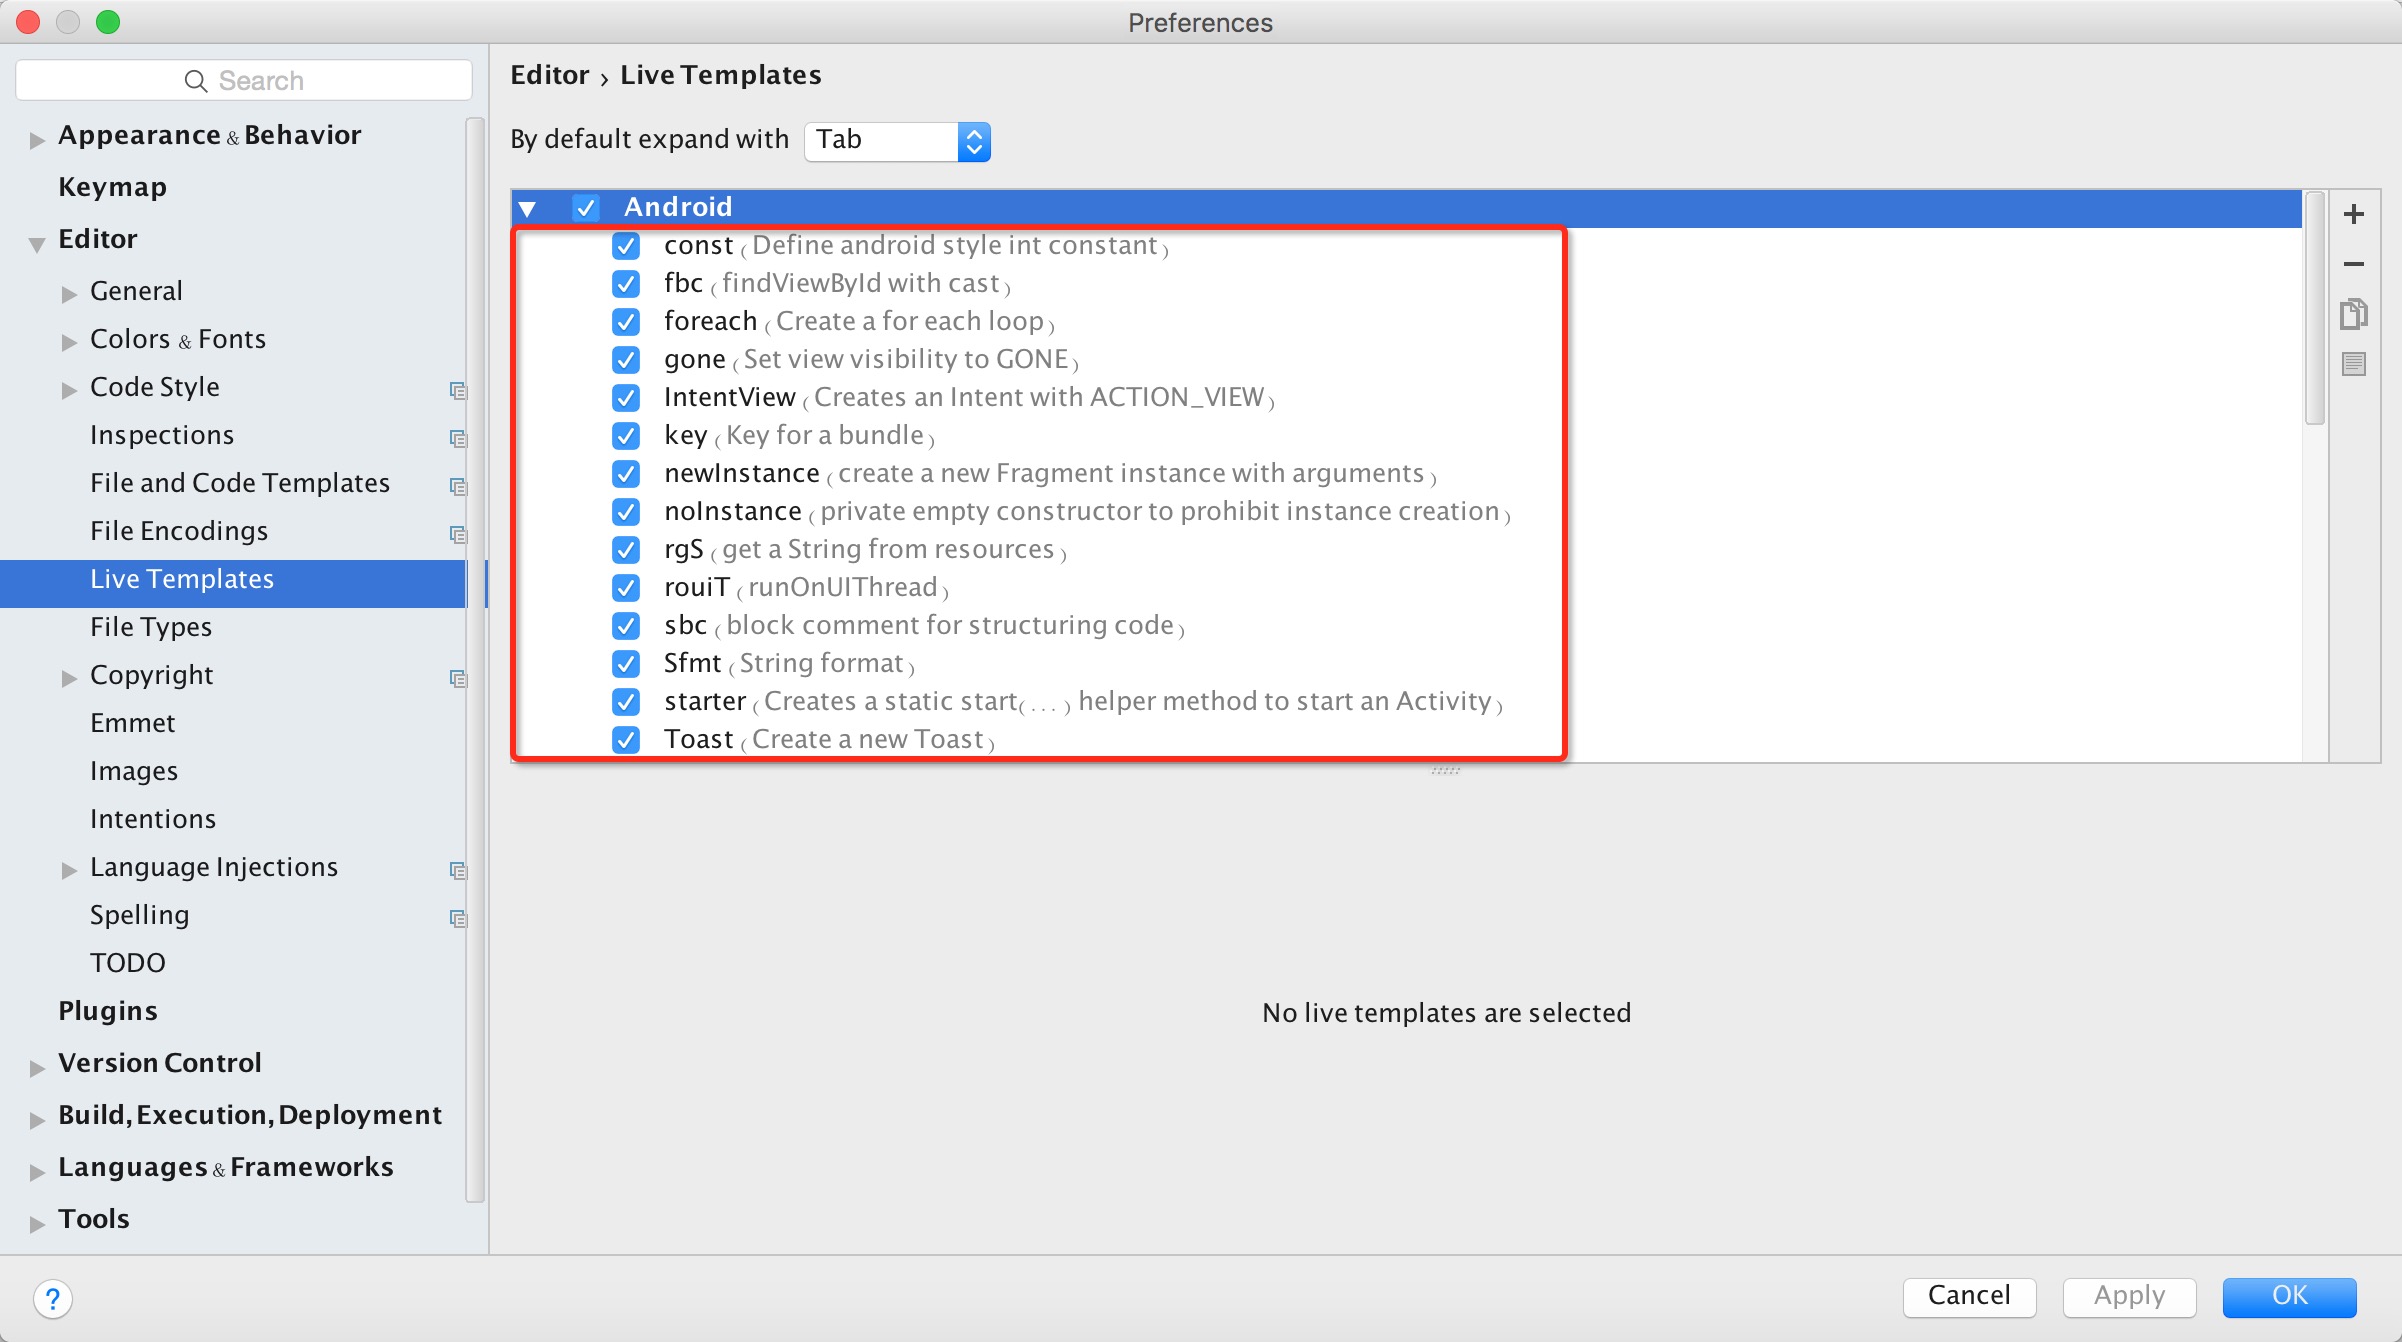 Preferences
Search
Appearance & Behavior
Keymap
Editor
General
Colors & Fonts
Code Style
Inspections
File and Code Templates
File Encodings
Live Templates
File Types
Copyright
Emmet
Images
Intentions
Language Injections
Spelling
TODO
Plugins
Version Control
Build, Execution, Deployment
Languages & Frameworks
Tools
Editor › Live Templates
By default expand with Tab
Android
const (Define android style int constant)
fbc (findViewById with cast)
foreach (Create a for each loop)
gone (Set view visibility to GONE)
IntentView (Creates an Intent with ACTION_VIEW)
key (Key for a bundle)
newInstance (create a new Fragment instance with arguments)
noInstance (private empty constructor to prohibit instance creation)
rgS (get a String from resources)
rouiT (runOnUIThread)
sbc (block comment for structuring code)
Sfmt (String format)
starter (Creates a static start(...) helper method to start an Activity)
Toast (Create a new Toast)
No live templates are selected
?
Cancel
Apply
OK